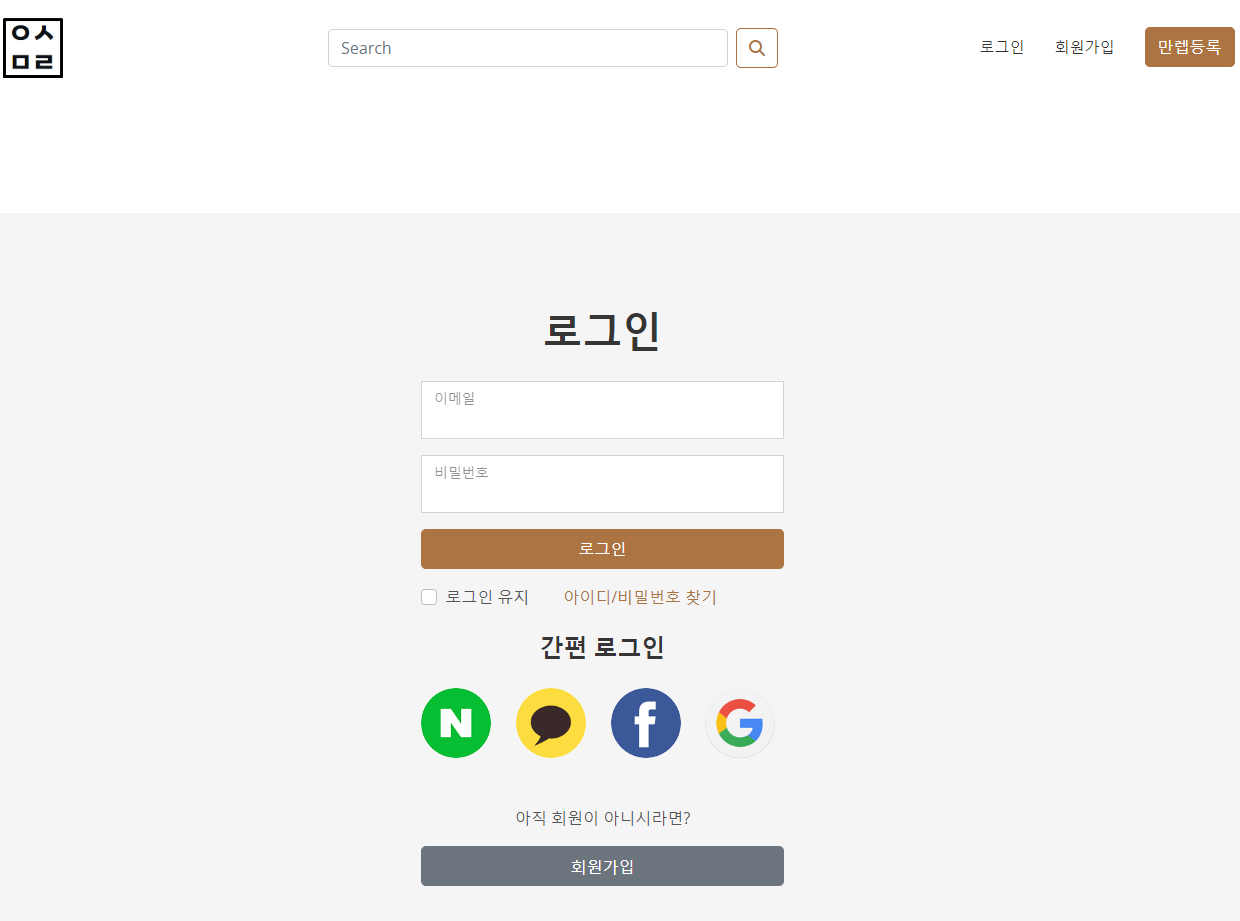 ㅇㅅ
ㅁㄹ
Search
로그인
회원가입
만렙등록
로그인
이메일
비밀번호
로그인
로그인 유지
아이디/비밀번호 찾기
간편 로그인
N
f
G
아직 회원이 아니시라면?
회원가입